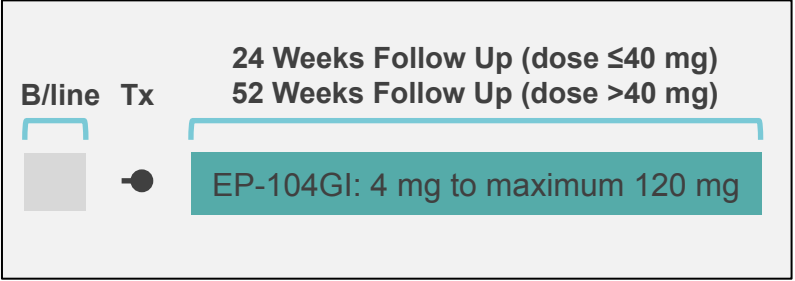 24 Weeks Follow Up (dose ≤40 mg)
B/line Tx 52 Weeks Follow Up (dose >40 mg)
EP-104GI: 4 mg to maximum 120 mg